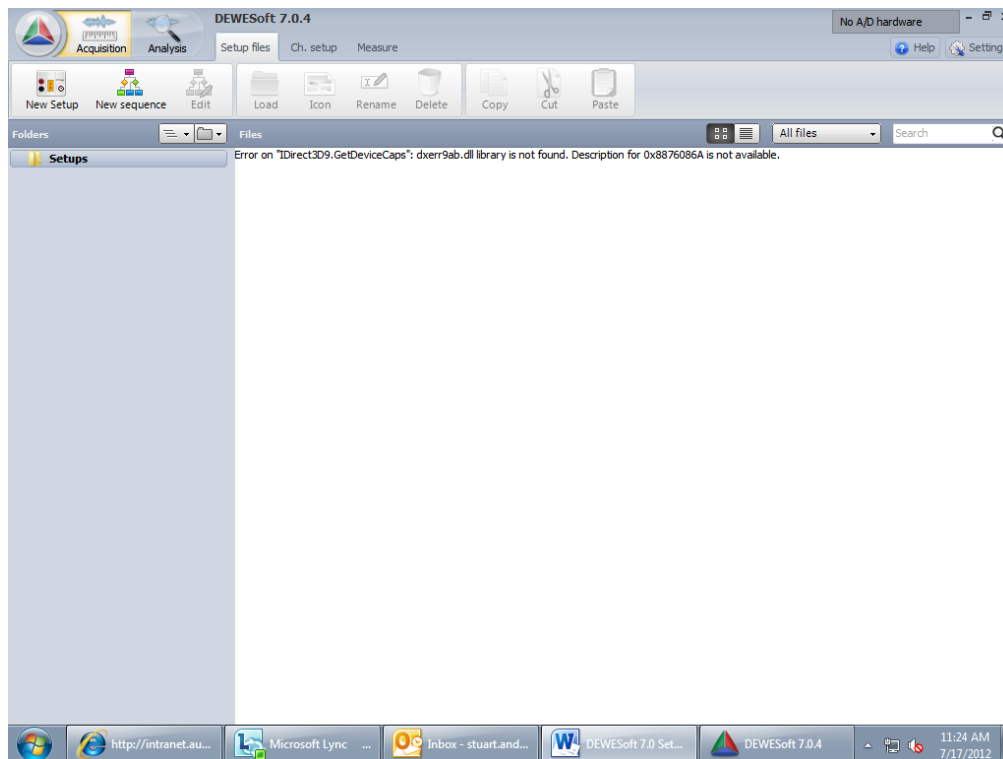 DEWESoft 7.0.4
No A/D hardware
Acquisition Analysis
Setup files Ch. setup Measure
Help Setting
New Setup New sequence Edit Load Icon Rename Delete Copy Cut Paste
Folders Files All files Search
Setups
Error on "IDirect3D9.GetDeviceCaps": dxerr9ab.dll library is not found. Description for 0x8876086A is not available.
http://intranet.au... Microsoft Lync ... Inbox - stuart.and... DEWESoft 7.0 Set... DEWESoft 7.0.4 11:24 AM
7/17/2012